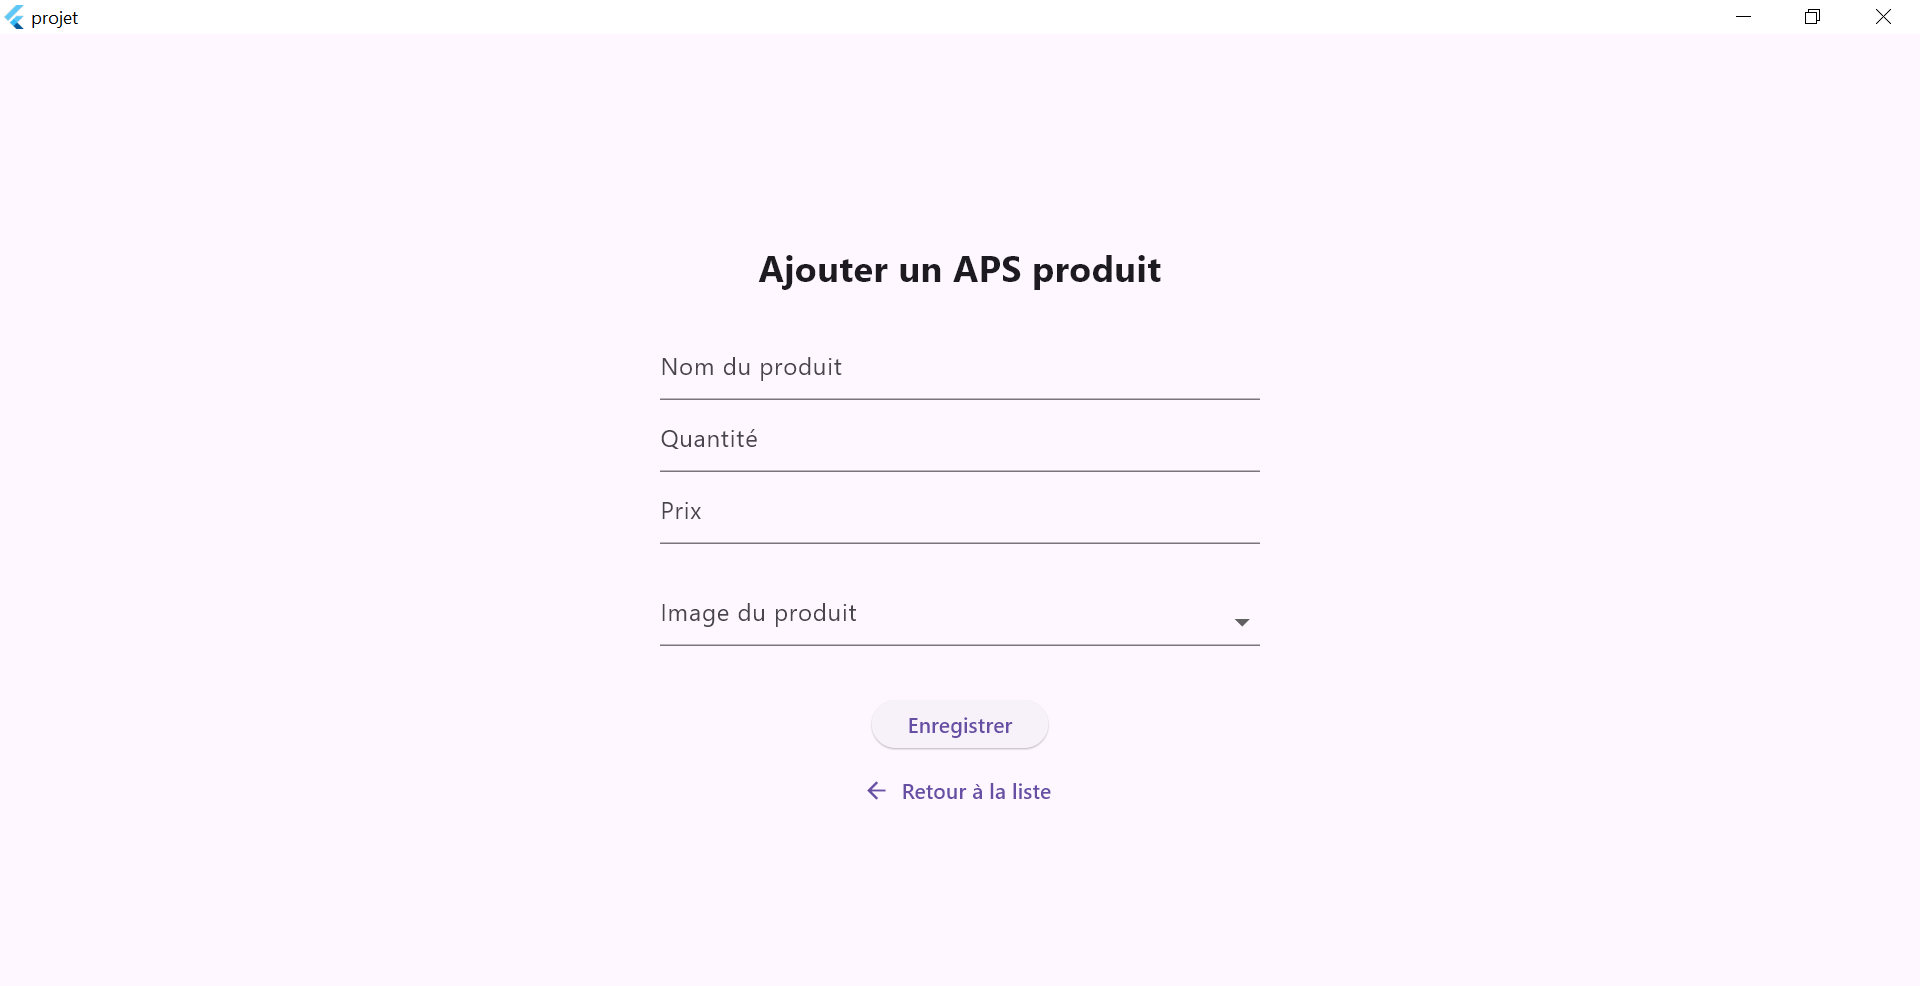 projet
Ajouter un APS produit
Nom du produit
Quantité
Prix
Image du produit
Enregistrer
Retour à la liste